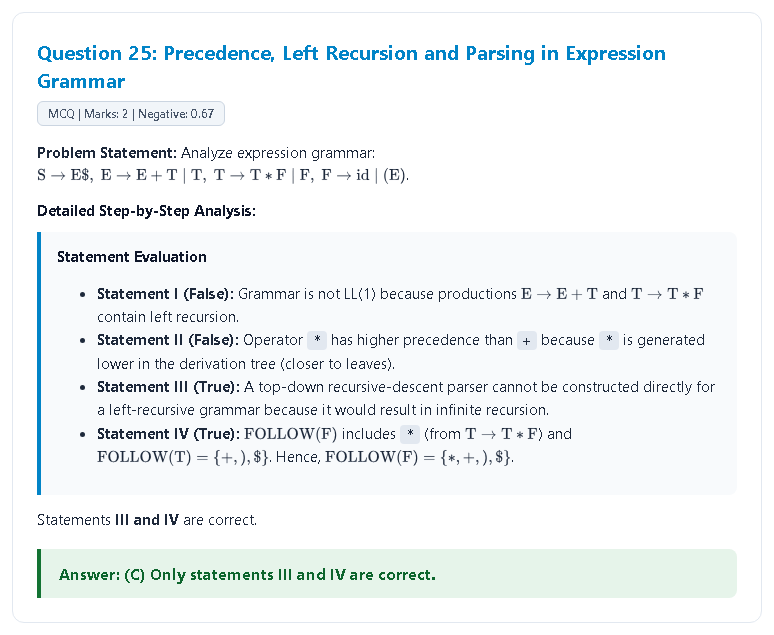 Question 25: Precedence, Left Recursion and Parsing in Expression
Grammar
MCQ | Marks: 2 | Negative: 0.67
Problem Statement: Analyze expression grammar:
S → E$, E → E + T | T, T → T ∗ F | F, F → id | (E).
Detailed Step-by-Step Analysis:
Statement Evaluation
• Statement I (False): Grammar is not LL(1) because productions E → E + T and T → T ∗ F
contain left recursion.
• Statement II (False): Operator * has higher precedence than + because * is generated
lower in the derivation tree (closer to leaves).
• Statement III (True): A top-down recursive-descent parser cannot be constructed directly for
a left-recursive grammar because it would result in infinite recursion.
• Statement IV (True): FOLLOW(F) includes * (from T → T ∗ F) and
FOLLOW(T) = {+, ), $}. Hence, FOLLOW(F) = {∗, +, ), $}.
Statements III and IV are correct.
Answer: (C) Only statements III and IV are correct.